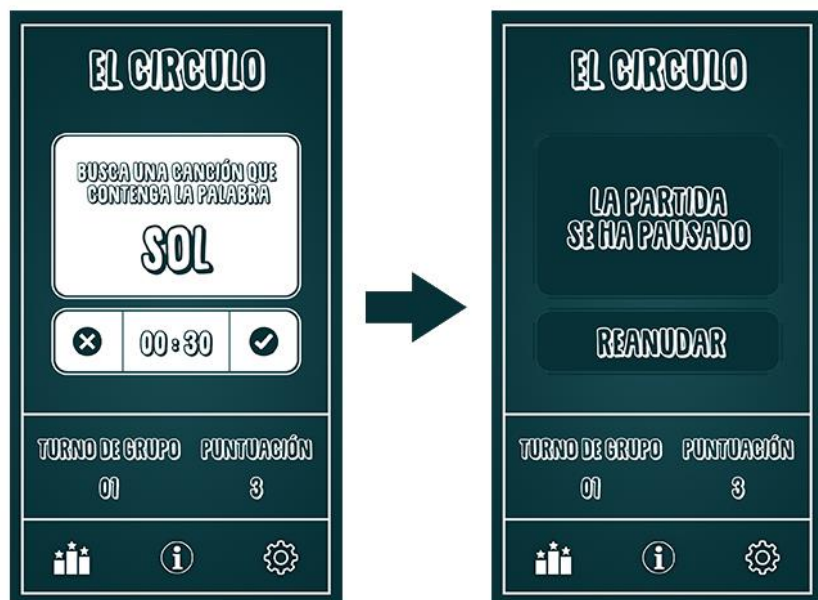 EL CIRCULO
BUSCA UNA CANCIÓN QUE
CONTENGA LA PALABRA
SOL
00:30
TURNO DE GRUPO PUNTUACIÓN
01 3
EL CIRCULO
LA PARTIDA
SE HA PAUSADO
REANUDAR
TURNO DE GRUPO PUNTUACIÓN
01 3